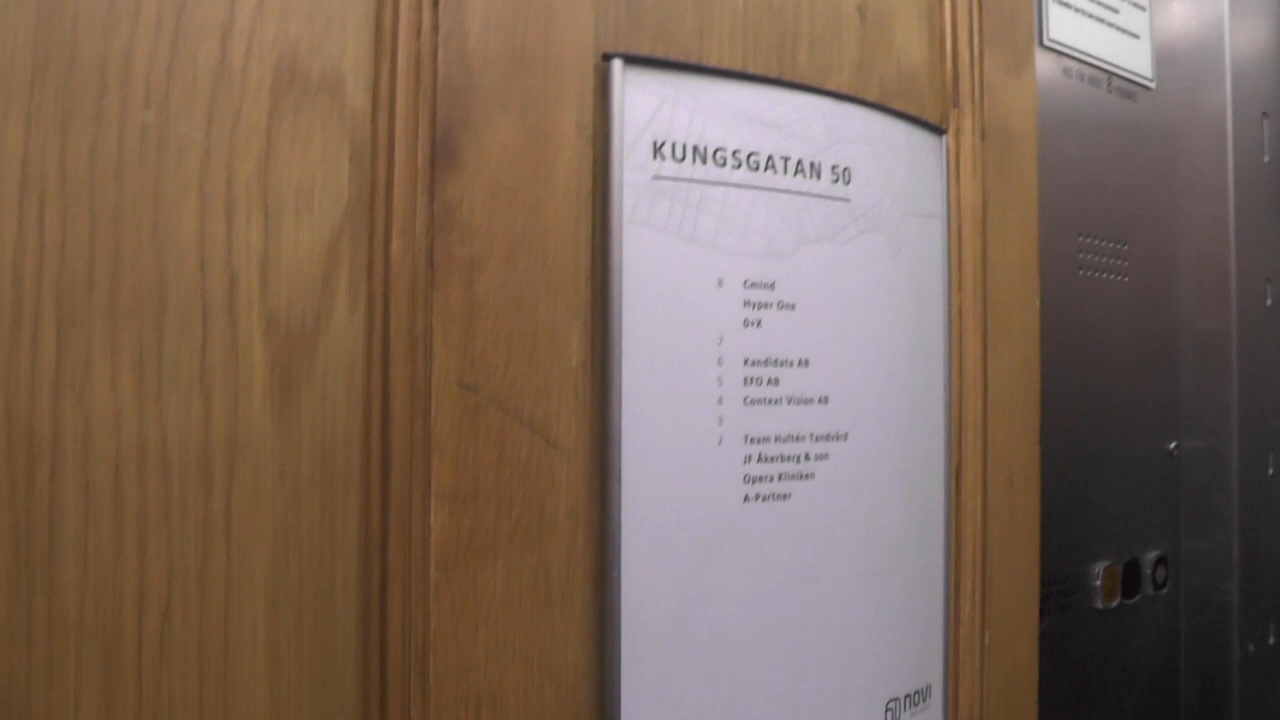 KUNGSGATAN 50
8 Cmind
Hyper One
G+X
7
6 Kandidata AB
5 EFO AB
4 Context Vision AB
3
2 Team Hultén Tandvård
JF Åkerberg & son
Opera Kliniken
A-Partner
novi